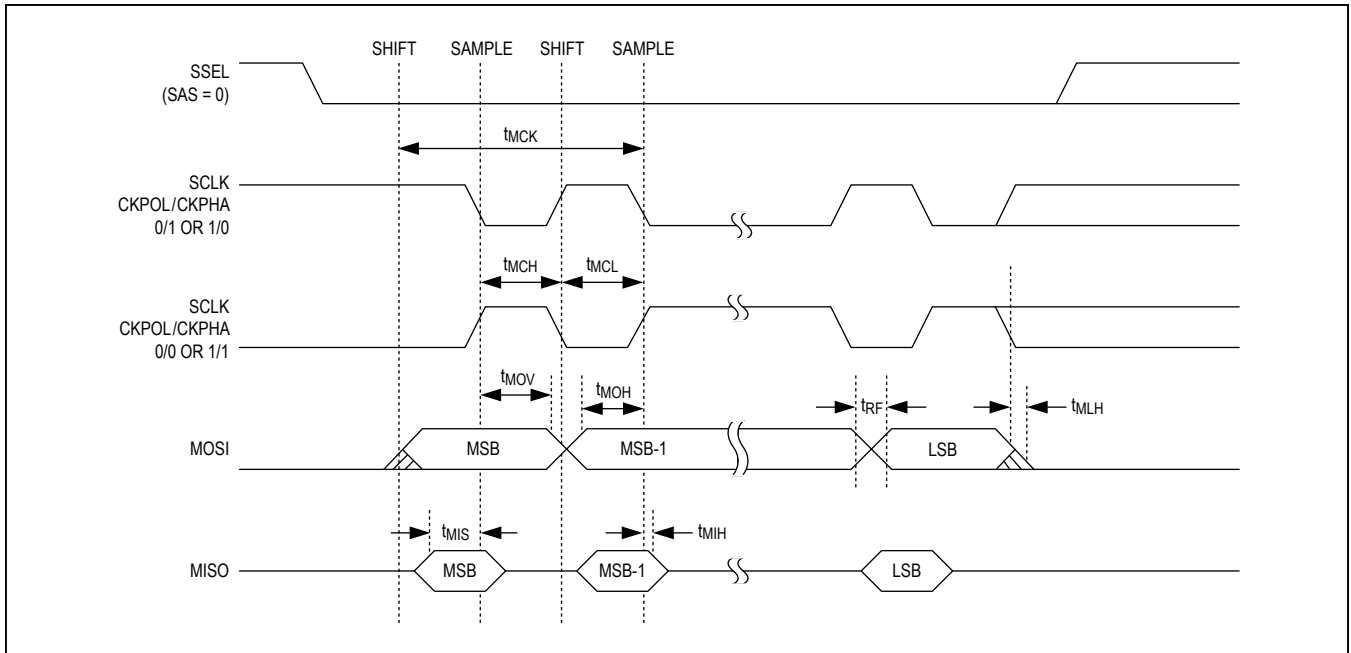 SHIFT SAMPLE SHIFT SAMPLE
SSEL
(SAS = 0)
tMCK
SCLK
CKPOL/CKPHA
0/1 OR 1/0
tMCH tMCL
SCLK
CKPOL/CKPHA
0/0 OR 1/1
tMOV tMOH tRF tMLH
MOSI MSB MSB-1 LSB
tMIS tMIH
MISO MSB MSB-1 LSB